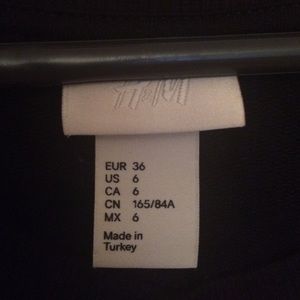 H&M
EUR 36
US 6
CA 6
CN 165/84A
MX 6
Made in
Turkey